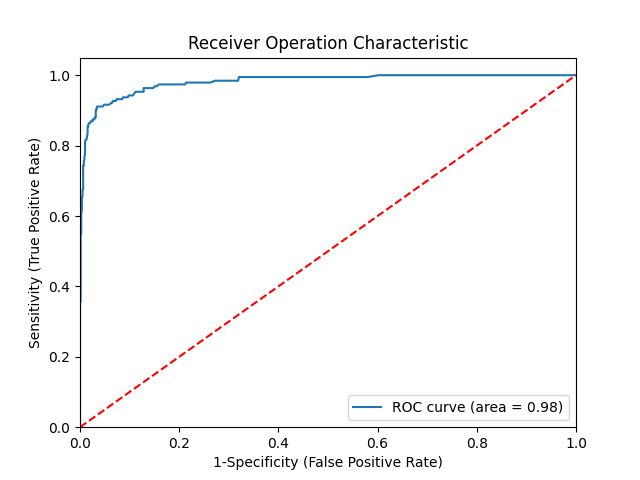 Receiver Operation Characteristic
1.0
0.8
0.6
0.4
0.2
0.0
Sensitivity (True Positive Rate)
ROC curve (area = 0.98)
0.0 0.2 0.4 0.6 0.8 1.0
1-Specificity (False Positive Rate)